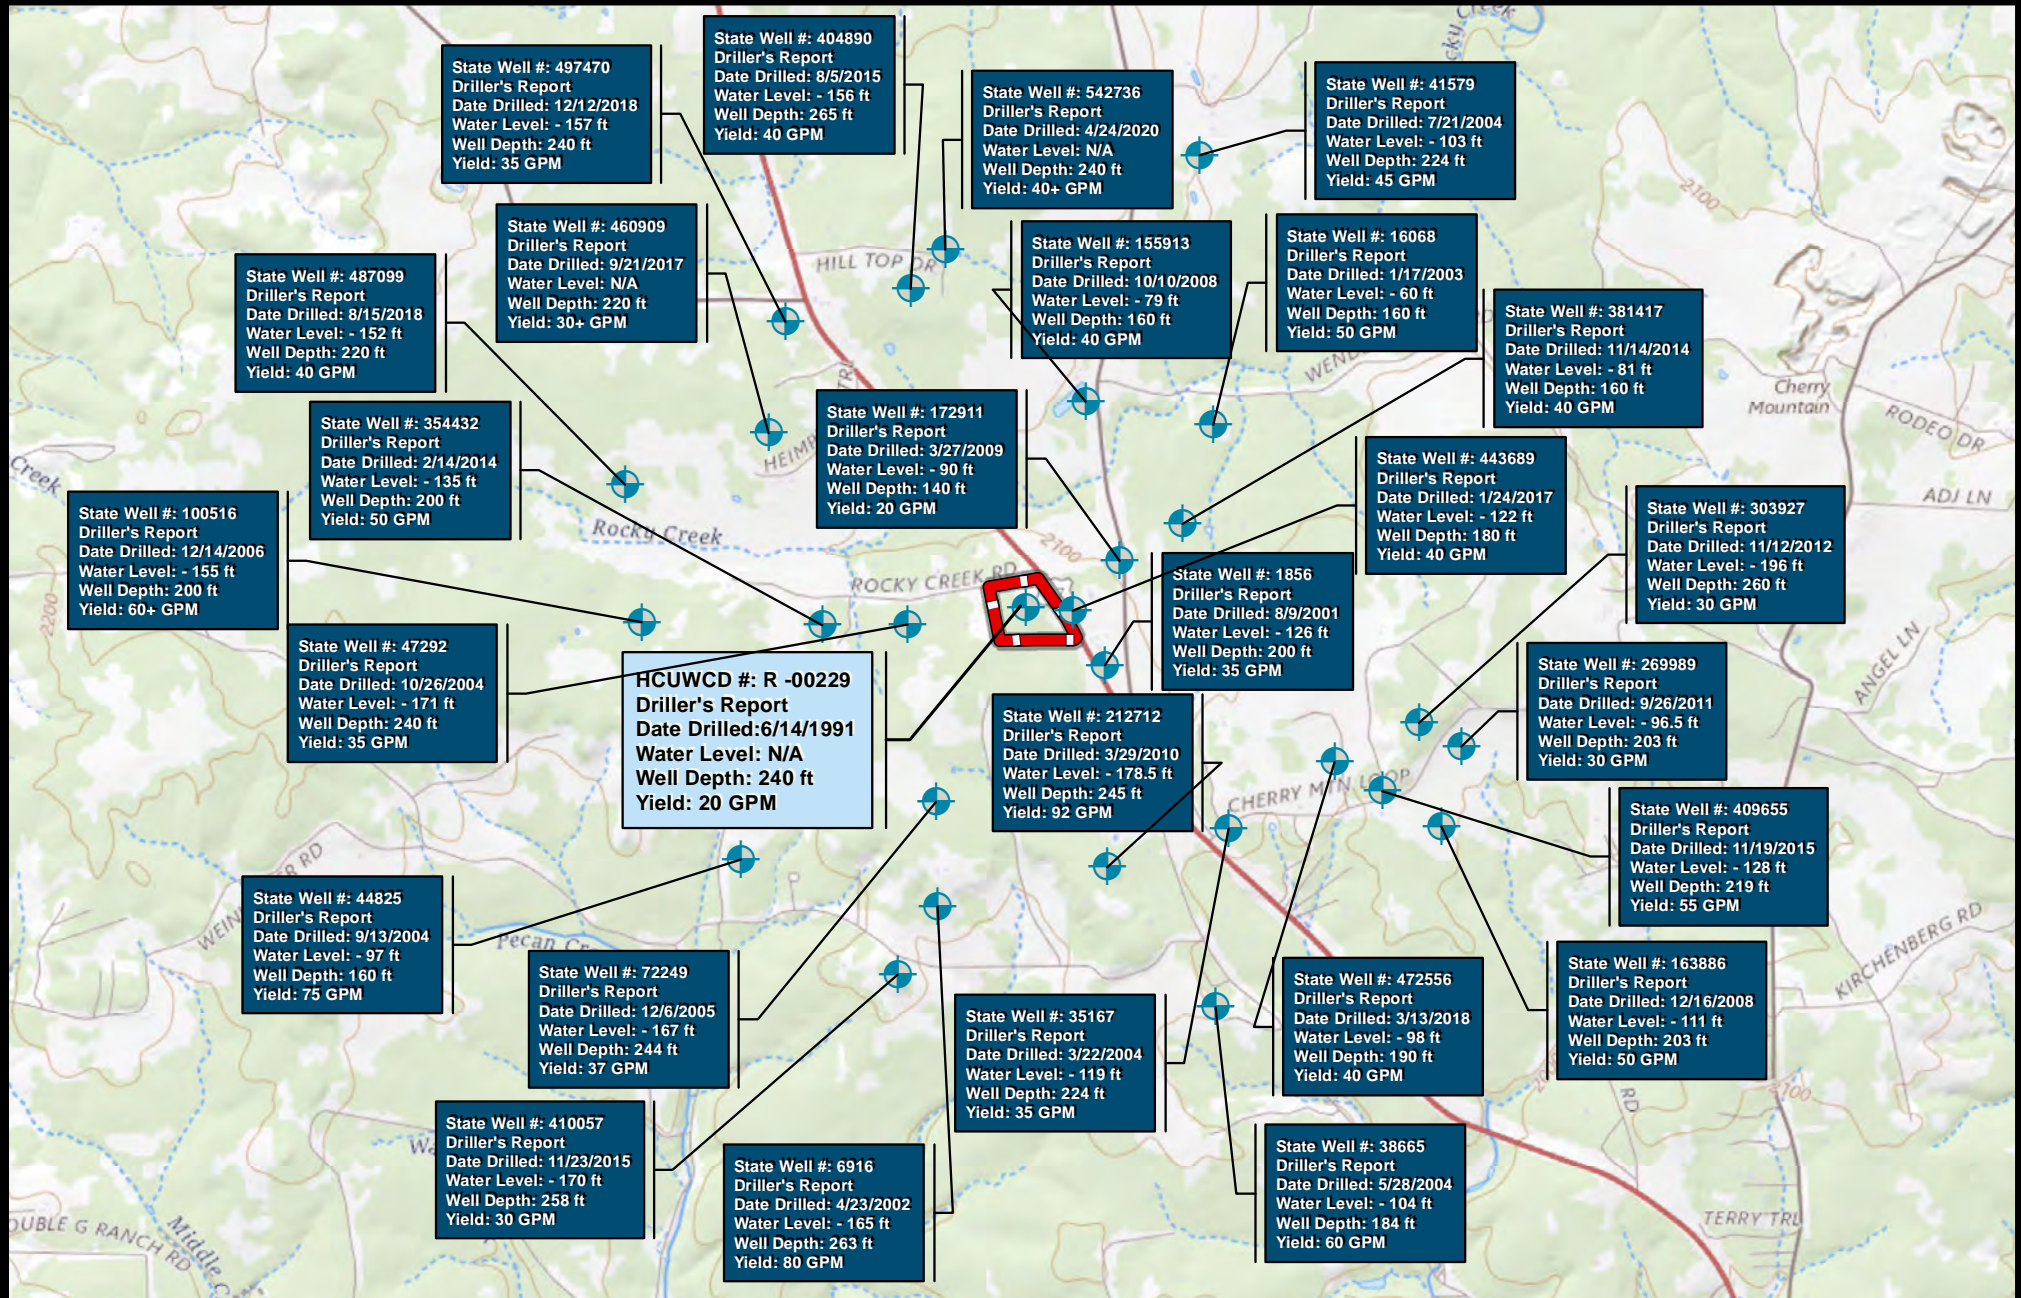 State Well #: 404890
Driller's Report
Date Drilled: 8/5/2015
Water Level: - 156 ft
Well Depth: 265 ft
Yield: 40 GPM
State Well #: 497470
Driller's Report
Date Drilled: 12/12/2018
Water Level: - 157 ft
Well Depth: 240 ft
Yield: 35 GPM
State Well #: 542736
Driller's Report
Date Drilled: 4/24/2020
Water Level: N/A
Well Depth: 240 ft
Yield: 40+ GPM
State Well #: 41579
Driller's Report
Date Drilled: 7/21/2004
Water Level: - 103 ft
Well Depth: 224 ft
Yield: 45 GPM
2100
State Well #: 460909
Driller's Report
Date Drilled: 9/21/2017
Water Level: N/A
Well Depth: 220 ft
Yield: 30+ GPM
HILL TOP DR
State Well #: 155913
Driller's Report
Date Drilled: 10/10/2008
Water Level: - 79 ft
Well Depth: 160 ft
Yield: 40 GPM
State Well #: 16068
Driller's Report
Date Drilled: 1/17/2003
Water Level: - 60 ft
Well Depth: 160 ft
Yield: 50 GPM
State Well #: 487099
Driller's Report
Date Drilled: 8/15/2018
Water Level: - 152 ft
Well Depth: 220 ft
Yield: 40 GPM
State Well #: 381417
Driller's Report
Date Drilled: 11/14/2014
Water Level: - 81 ft
Well Depth: 160 ft
Yield: 40 GPM
Cherry
Mountain
RODEO DR
State Well #: 354432
Driller's Report
Date Drilled: 2/14/2014
Water Level: - 135 ft
Well Depth: 200 ft
Yield: 50 GPM
TRL
State Well #: 172911
Driller's Report
Date Drilled: 3/27/2009
Water Level: - 90 ft
Well Depth: 140 ft
Yield: 20 GPM
State Well #: 443689
Driller's Report
Date Drilled: 1/24/2017
Water Level: - 122 ft
Well Depth: 180 ft
Yield: 40 GPM
Creek
ADJ LN
State Well #: 100516
Driller's Report
Date Drilled: 12/14/2006
Water Level: - 155 ft
Well Depth: 200 ft
Yield: 60+ GPM
Rocky Creek
2100
ROCKY CREEK RD
2200
State Well #: 303927
Driller's Report
Date Drilled: 11/12/2012
Water Level: - 196 ft
Well Depth: 260 ft
Yield: 30 GPM
State Well #: 1856
Driller's Report
Date Drilled: 8/9/2001
Water Level: - 126 ft
Well Depth: 200 ft
Yield: 35 GPM
State Well #: 47292
Driller's Report
Date Drilled: 10/26/2004
Water Level: - 171 ft
Well Depth: 240 ft
Yield: 35 GPM
HCUWCD #: R -00229
Driller's Report
Date Drilled:6/14/1991
Water Level: N/A
Well Depth: 240 ft
Yield: 20 GPM
State Well #: 269989
Driller's Report
Date Drilled: 9/26/2011
Water Level: - 96.5 ft
Well Depth: 203 ft
Yield: 30 GPM
ANGEL LN
State Well #: 212712
Driller's Report
Date Drilled: 3/29/2010
Water Level: - 178.5 ft
Well Depth: 245 ft
Yield: 92 GPM
CHERRY MTN LOOP
State Well #: 409655
Driller's Report
Date Drilled: 11/19/2015
Water Level: - 128 ft
Well Depth: 219 ft
Yield: 55 GPM
State Well #: 44825
Driller's Report
Date Drilled: 9/13/2004
Water Level: - 97 ft
Well Depth: 160 ft
Yield: 75 GPM
Pecan
KIRCHENBERG RD
State Well #: 72249
Driller's Report
Date Drilled: 12/6/2005
Water Level: - 167 ft
Well Depth: 244 ft
Yield: 37 GPM
State Well #: 35167
Driller's Report
Date Drilled: 3/22/2004
Water Level: - 119 ft
Well Depth: 224 ft
Yield: 35 GPM
State Well #: 472556
Driller's Report
Date Drilled: 3/13/2018
Water Level: - 98 ft
Well Depth: 190 ft
Yield: 40 GPM
State Well #: 163886
Driller's Report
Date Drilled: 12/16/2008
Water Level: - 111 ft
Well Depth: 203 ft
Yield: 50 GPM
RD
2100
State Well #: 410057
Driller's Report
Date Drilled: 11/23/2015
Water Level: - 170 ft
Well Depth: 258 ft
Yield: 30 GPM
State Well #: 6916
Driller's Report
Date Drilled: 4/23/2002
Water Level: - 165 ft
Well Depth: 263 ft
Yield: 80 GPM
State Well #: 38665
Driller's Report
Date Drilled: 5/28/2004
Water Level: - 104 ft
Well Depth: 184 ft
Yield: 60 GPM
OUBLE G RANCH RD
Middle
TERRY TRL